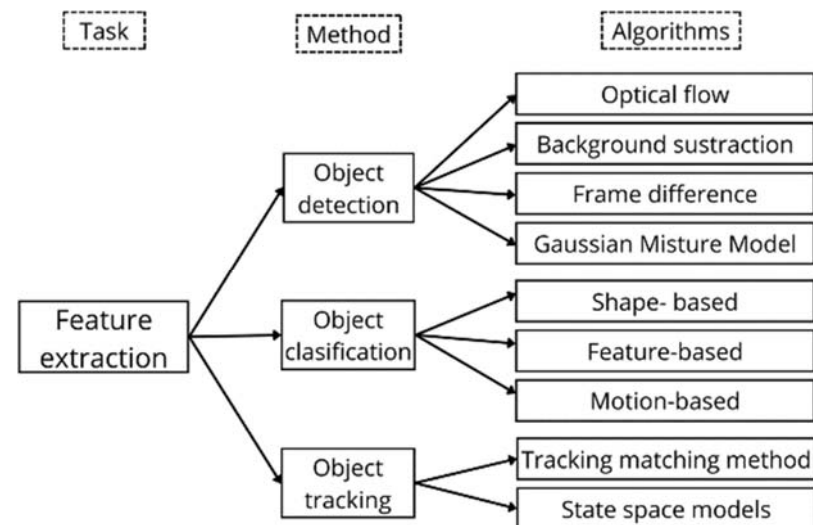 Task
Method
Algorithms
Optical flow
Background sustraction
Object
detection
Frame difference
Gaussian Misture Model
Feature
extraction
Object
clasification
Shape- based
Feature-based
Motion-based
Object
tracking
Tracking matching method
State space models